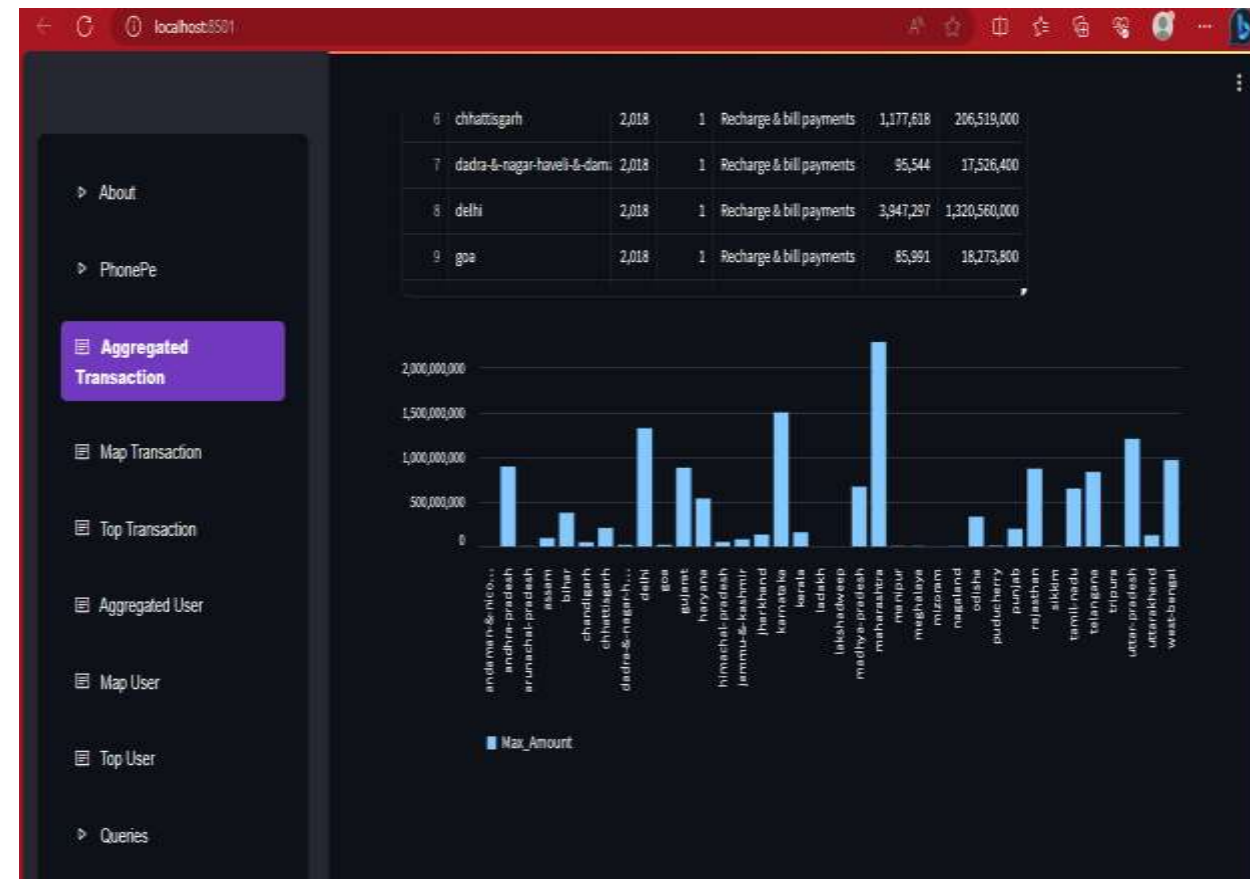 localhost:8501
About
PhonePe
Aggregated
Transaction
Map Transaction
Top Transaction
Aggregated User
Map User
Top User
Queries
6 chhattisgarh 2,018 1 Recharge & bill payments 1,177,618 206,519,000
7 dadra-&-nagar-haveli-&-dam 2,018 1 Recharge & bill payments 95,544 17,526,400
8 delhi 2,018 1 Recharge & bill payments 3,947,297 1,320,560,000
9 goa 2,018 1 Recharge & bill payments 85,991 18,273,800
2,000,000,000
1,500,000,000
1,000,000,000
500,000,000
0
andaman-&-nico...
andhra-pradesh
arunachal-pradesh
assam
bihar
chandigarh
chhattisgarh
dadra-&-nagar-h...
delhi
goa
gujarat
haryana
himachal-pradesh
jammu-&-kashmir
jharkhand
karnataka
kerala
ladakh
lakshadweep
madhya-pradesh
maharashtra
manipur
meghalaya
mizoram
nagaland
odisha
puducherry
punjab
rajasthan
sikkim
tamil-nadu
telangana
tripura
uttar-pradesh
uttarakhand
west-bengal
Max_Amount